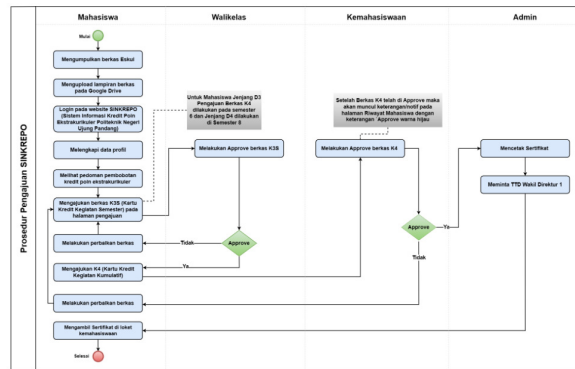 Mahasiswa
Walikelas
Kemahasiswaan
Admin
Prosedur Pengajuan SINKREPO
Mulai
Mengumpulkan berkas Eskul
Mengupload lampiran berkas
pada Google Drive
Login pada website SINKREPO
(Sistem Informasi Kredit Poin
Ekstrakurikuler Politeknik Negeri
Ujung Pandang)
Melengkapi data profil
Melihat pedoman pembobotan
kredit poin ekstrakurikuler
Mengajukan berkas K3S (Kartu
Kredit Kegiatan Semester) pada
halaman pengajuan
Melakukan perbaikan berkas
Mengajukan K4 (Kartu Kredit
Kegiatan Kumulatif)
Melakukan perbaikan berkas
Mengambil Sertifikat di loket
kemahasiswaan
Selesai
Untuk Mahasiswa Jenjang D3
Pengajuan Berkas K4
dilakukan pada semester
6 dan Jenjang D4 dilakukan
di Semester 8
Melakukan Approve berkas K3S
Approve
Tidak
Ya
Setelah Berkas K4 telah di Approve maka
akan muncul keterangan/notif pada
halaman Riwayat Mahasiswa dengan
keterangan `Approve warna hijau
Melakukan Approve berkas K4
Approve
Ya
Tidak
Mencetak Sertifikat
Meminta TTD Wakil Direktur 1